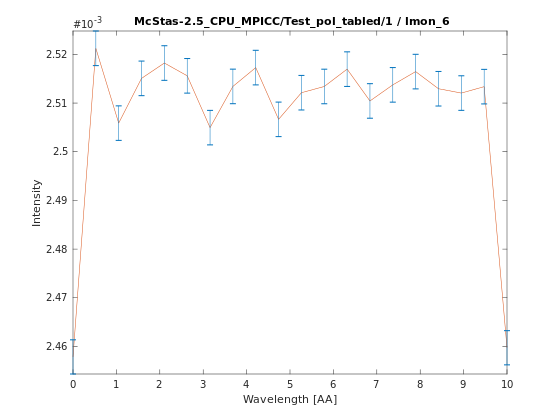 McStas-2.5_CPU_MPICC/Test_pol_tabled/1 / lmon_6
#10-3
2.52
2.51
2.5
2.49
2.48
2.47
2.46
Intensity
0 1 2 3 4 5 6 7 8 9 10
Wavelength [AA]